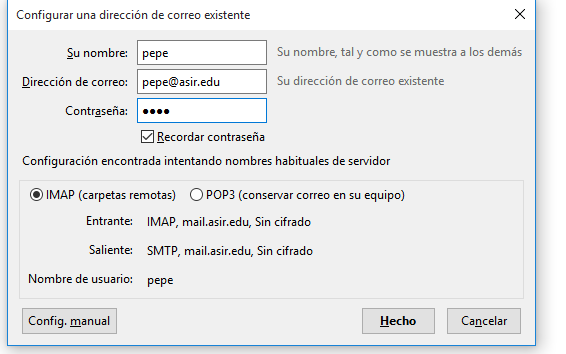 Configurar una dirección de correo existente
Su nombre: pepe Su nombre, tal y como se muestra a los demás
Dirección de correo: pepe@asir.edu Su dirección de correo existente
Contraseña: ●●●●
Recordar contraseña
Configuración encontrada intentando nombres habituales de servidor
IMAP (carpetas remotas) POP3 (conservar correo en su equipo)
Entrante: IMAP, mail.asir.edu, Sin cifrado
Saliente: SMTP, mail.asir.edu, Sin cifrado
Nombre de usuario: pepe
Config. manual Hecho Cancelar